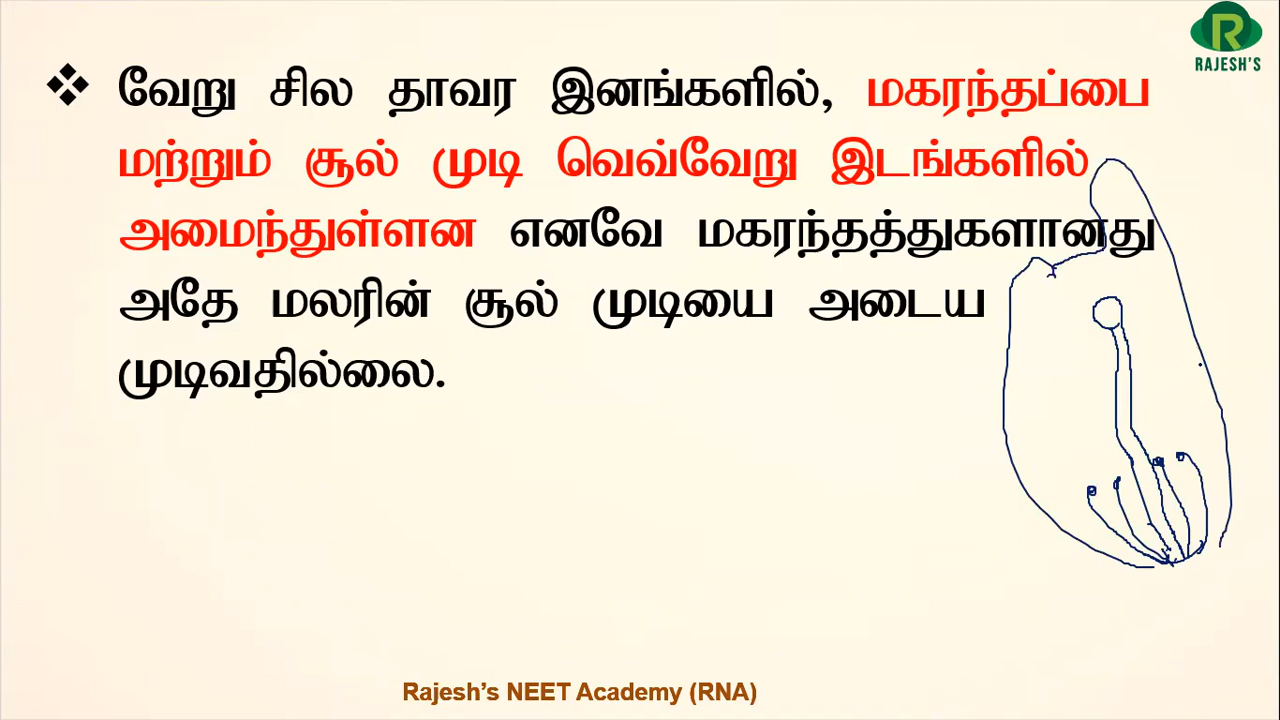 R
RAJESH'S
❖ வேறு சில தாவர இனங்களில், மகரந்தப்பை
மற்றும் சூல் முடி வெவ்வேறு இடங்களில்
அமைந்துள்ளன எனவே மகரந்தத்துகளானது
அதே மலரின் சூல் முடியை அடைய
முடிவதில்லை.
Rajesh's NEET Academy (RNA)